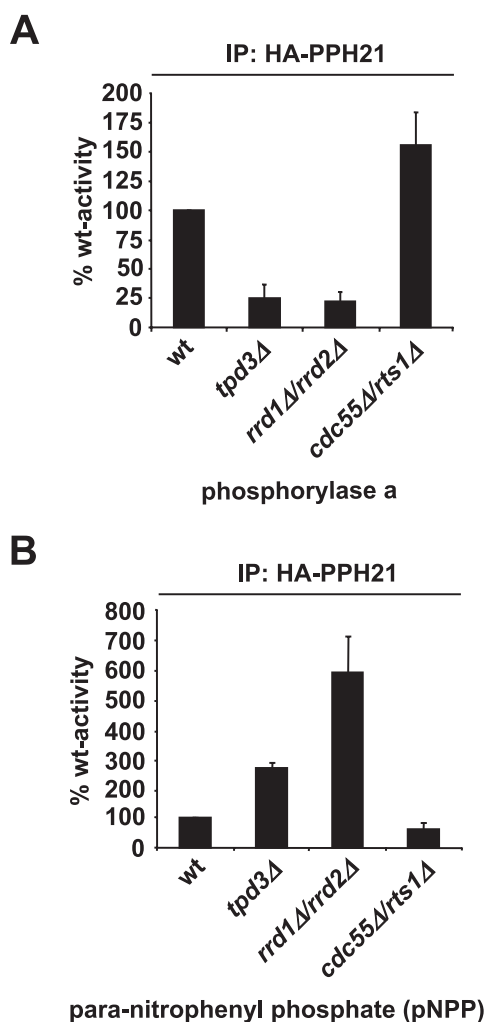 A
IP: HA-PPH21
200
175
150
125
100
75
50
25
0
% wt-activity
wt
tpd3Δ
rrd1Δ/rrd2Δ
cdc55Δ/rts1Δ
phosphorylase a
B
IP: HA-PPH21
800
700
600
500
400
300
200
100
0
% wt-activity
wt
tpd3Δ
rrd1Δ/rrd2Δ
cdc55Δ/rts1Δ
para-nitrophenyl phosphate (pNPP)